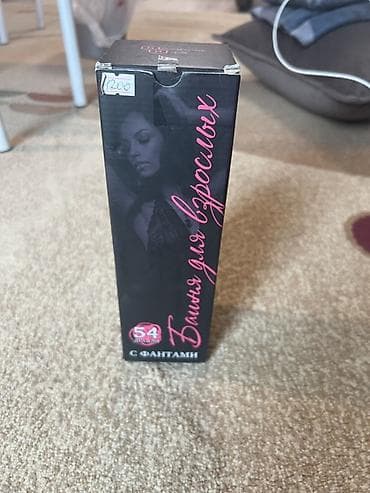 1200
Башня для взрослых
54
С ФАНТАМИ